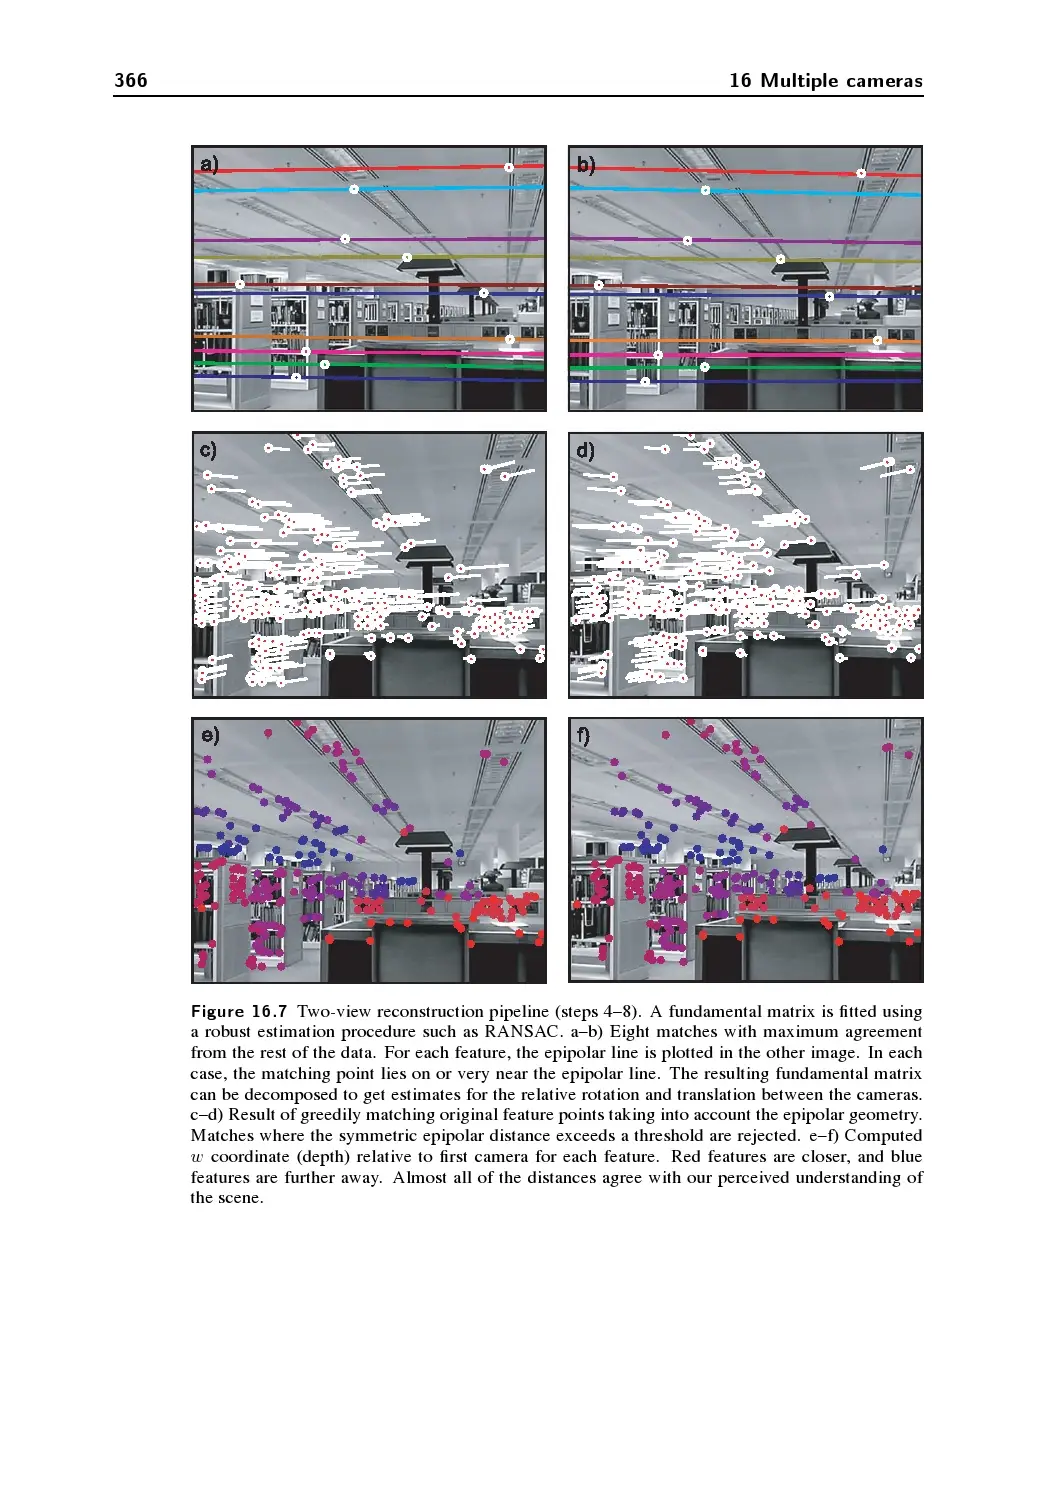 366
16 Multiple cameras
a)
b)
c)
d)
e)
f)
Figure 16.7 Two-view reconstruction pipeline (steps 4–8). A fundamental matrix is fitted using
a robust estimation procedure such as RANSAC. a–b) Eight matches with maximum agreement
from the rest of the data. For each feature, the epipolar line is plotted in the other image. In each
case, the matching point lies on or very near the epipolar line. The resulting fundamental matrix
can be decomposed to get estimates for the relative rotation and translation between the cameras.
c–d) Result of greedily matching original feature points taking into account the epipolar geometry.
Matches where the symmetric epipolar distance exceeds a threshold are rejected. e–f) Computed
w coordinate (depth) relative to first camera for each feature. Red features are closer, and blue
features are further away. Almost all of the distances agree with our perceived understanding of
the scene.